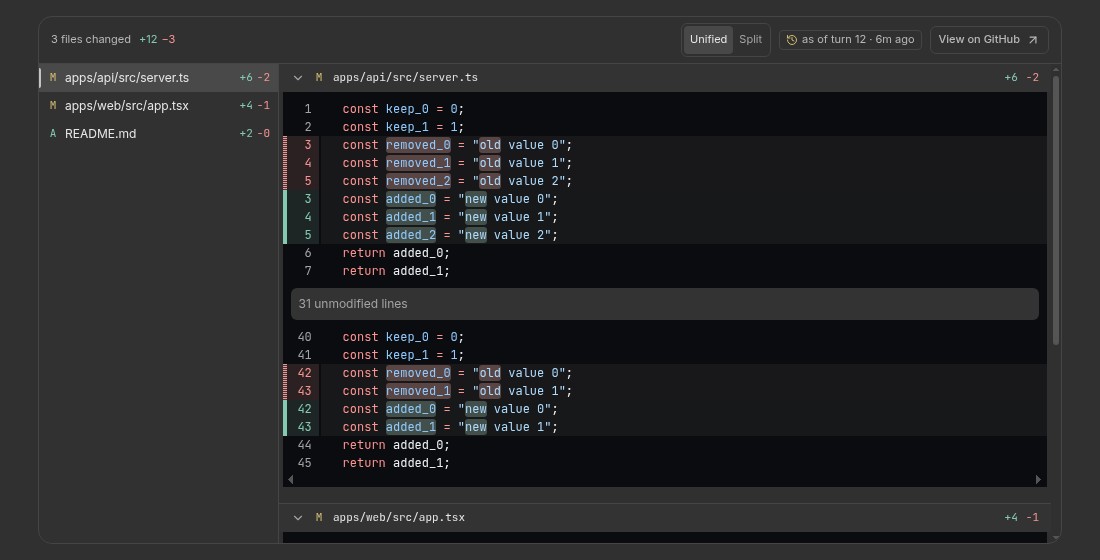 3 files changed +12 −3
Unified Split as of turn 12 · 6m ago View on GitHub
M apps/api/src/server.ts +6 -2
M apps/web/src/app.tsx +4 -1
A README.md +2 -0
M apps/api/src/server.ts +6 -2
1 const keep_0 = 0;
2 const keep_1 = 1;
3 const removed_0 = "old value 0";
4 const removed_1 = "old value 1";
5 const removed_2 = "old value 2";
3 const added_0 = "new value 0";
4 const added_1 = "new value 1";
5 const added_2 = "new value 2";
6 return added_0;
7 return added_1;
31 unmodified lines
40 const keep_0 = 0;
41 const keep_1 = 1;
42 const removed_0 = "old value 0";
43 const removed_1 = "old value 1";
42 const added_0 = "new value 0";
43 const added_1 = "new value 1";
44 return added_0;
45 return added_1;
M apps/web/src/app.tsx +4 -1